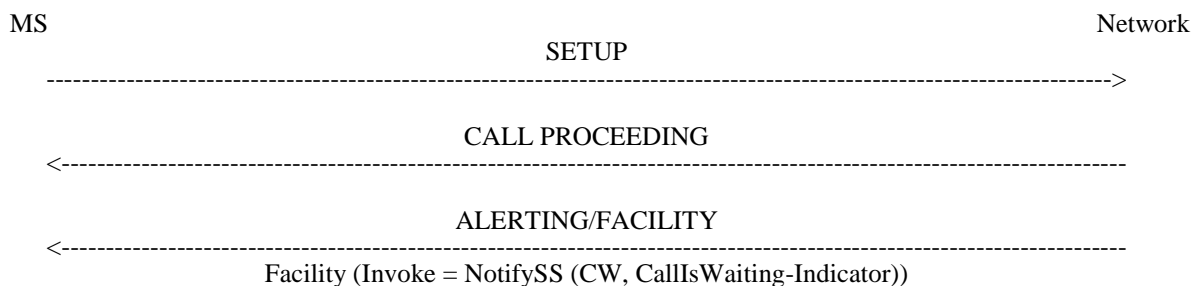 MS Network
SETUP
------------------------------------------------------------------------------------------------------------------------>
CALL PROCEEDING
<------------------------------------------------------------------------------------------------------------------------
ALERTING/FACILITY
<------------------------------------------------------------------------------------------------------------------------
Facility (Invoke = NotifySS (CW, CallIsWaiting-Indicator))